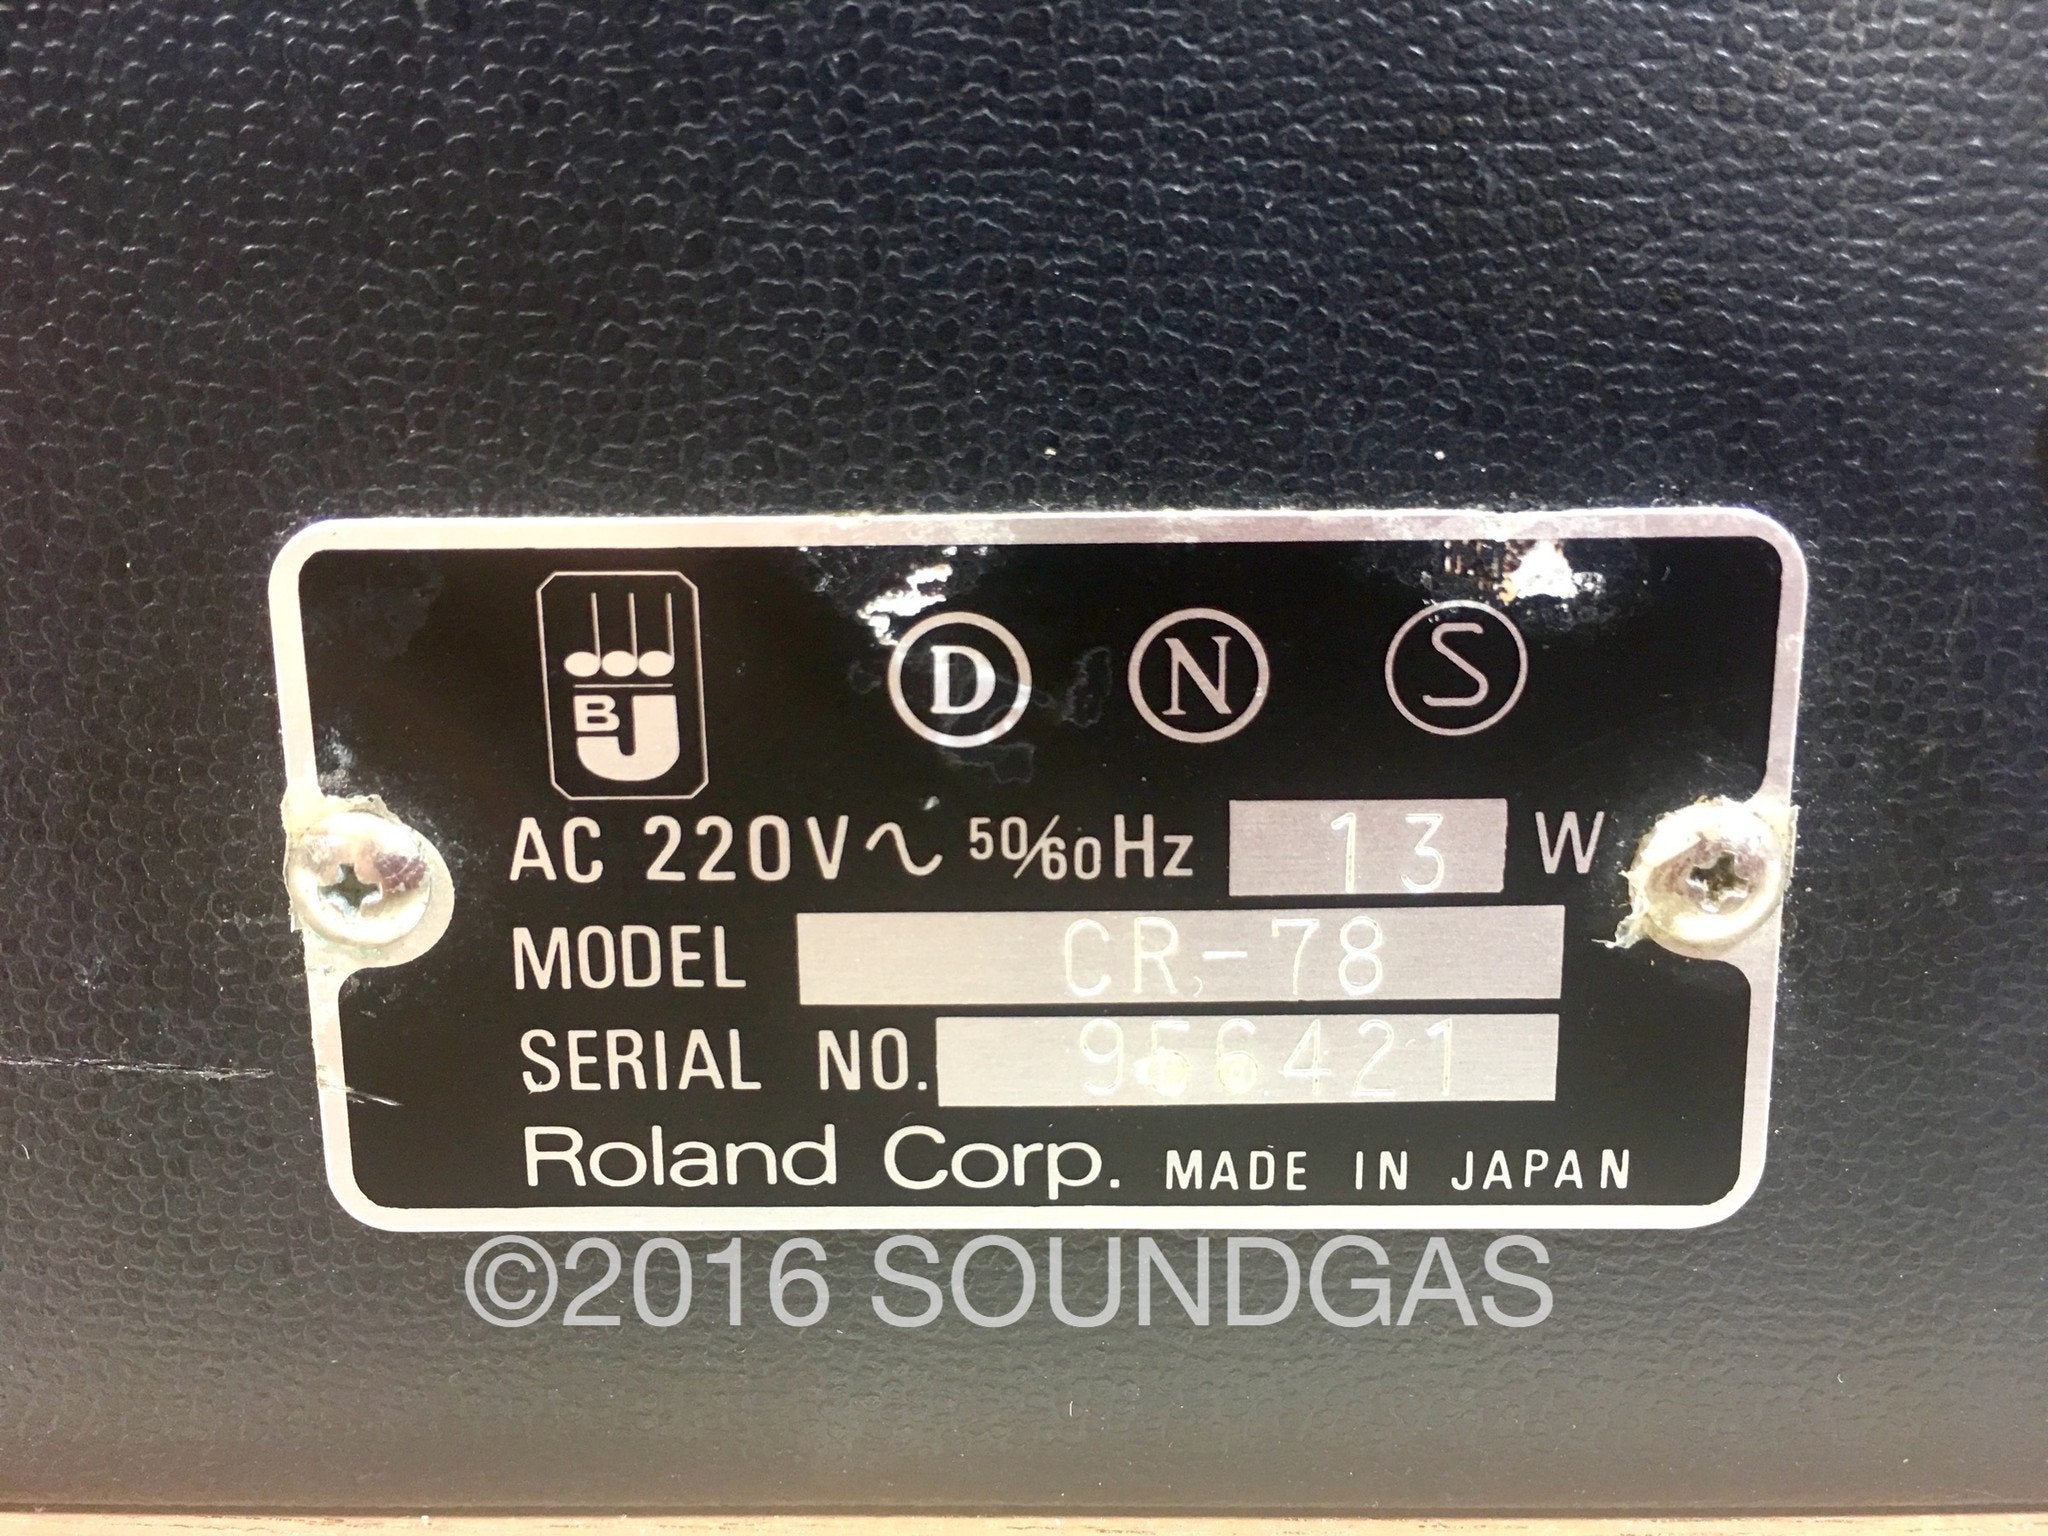 BJ
D N S
AC 220V~ 50/60Hz 13 W
MODEL CR-78
SERIAL NO. 956421
Roland Corp. MADE IN JAPAN
©2016 SOUNDGAS